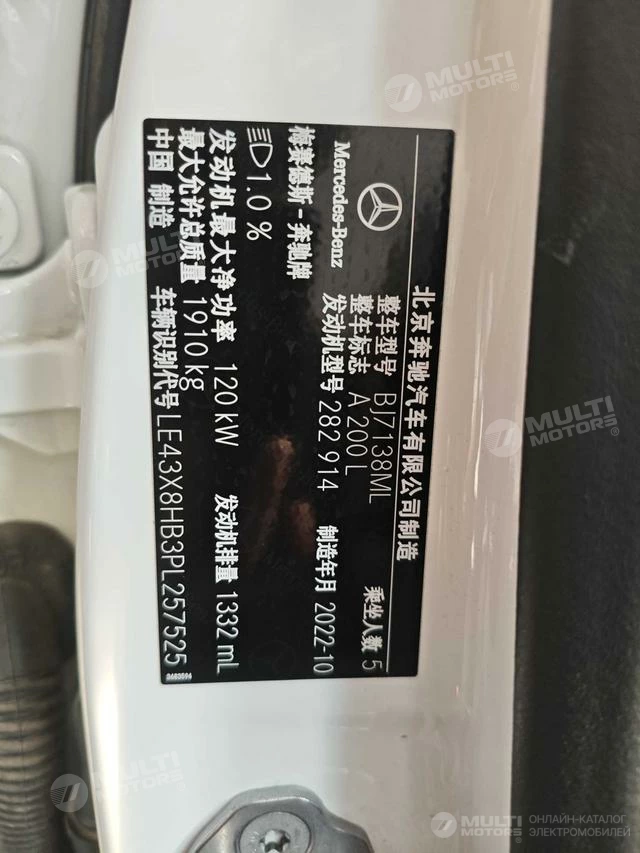 北京奔驰汽车有限公司制造
Mercedes-Benz
梅赛德斯-奔驰牌
整车型号 BJ7138ML 乘坐人数 5
整车标志 A 200 L
发动机型号 282 914 制造年月 2022-10
1.0 %
发动机最大净功率 120 kW 发动机排量 1332 mL
最大允许总质量 1910 kg
中国 制造 车辆识别代号 LE43X8HB3PL257525
MULTI
MOTORS
MULTI
MOTORS
MULTI
MOTORS
MULTI
MOTORS
MULTI
MOTORS
ОНЛАЙН-КАТАЛОГ
ЭЛЕКТРОМОБИЛЕЙ